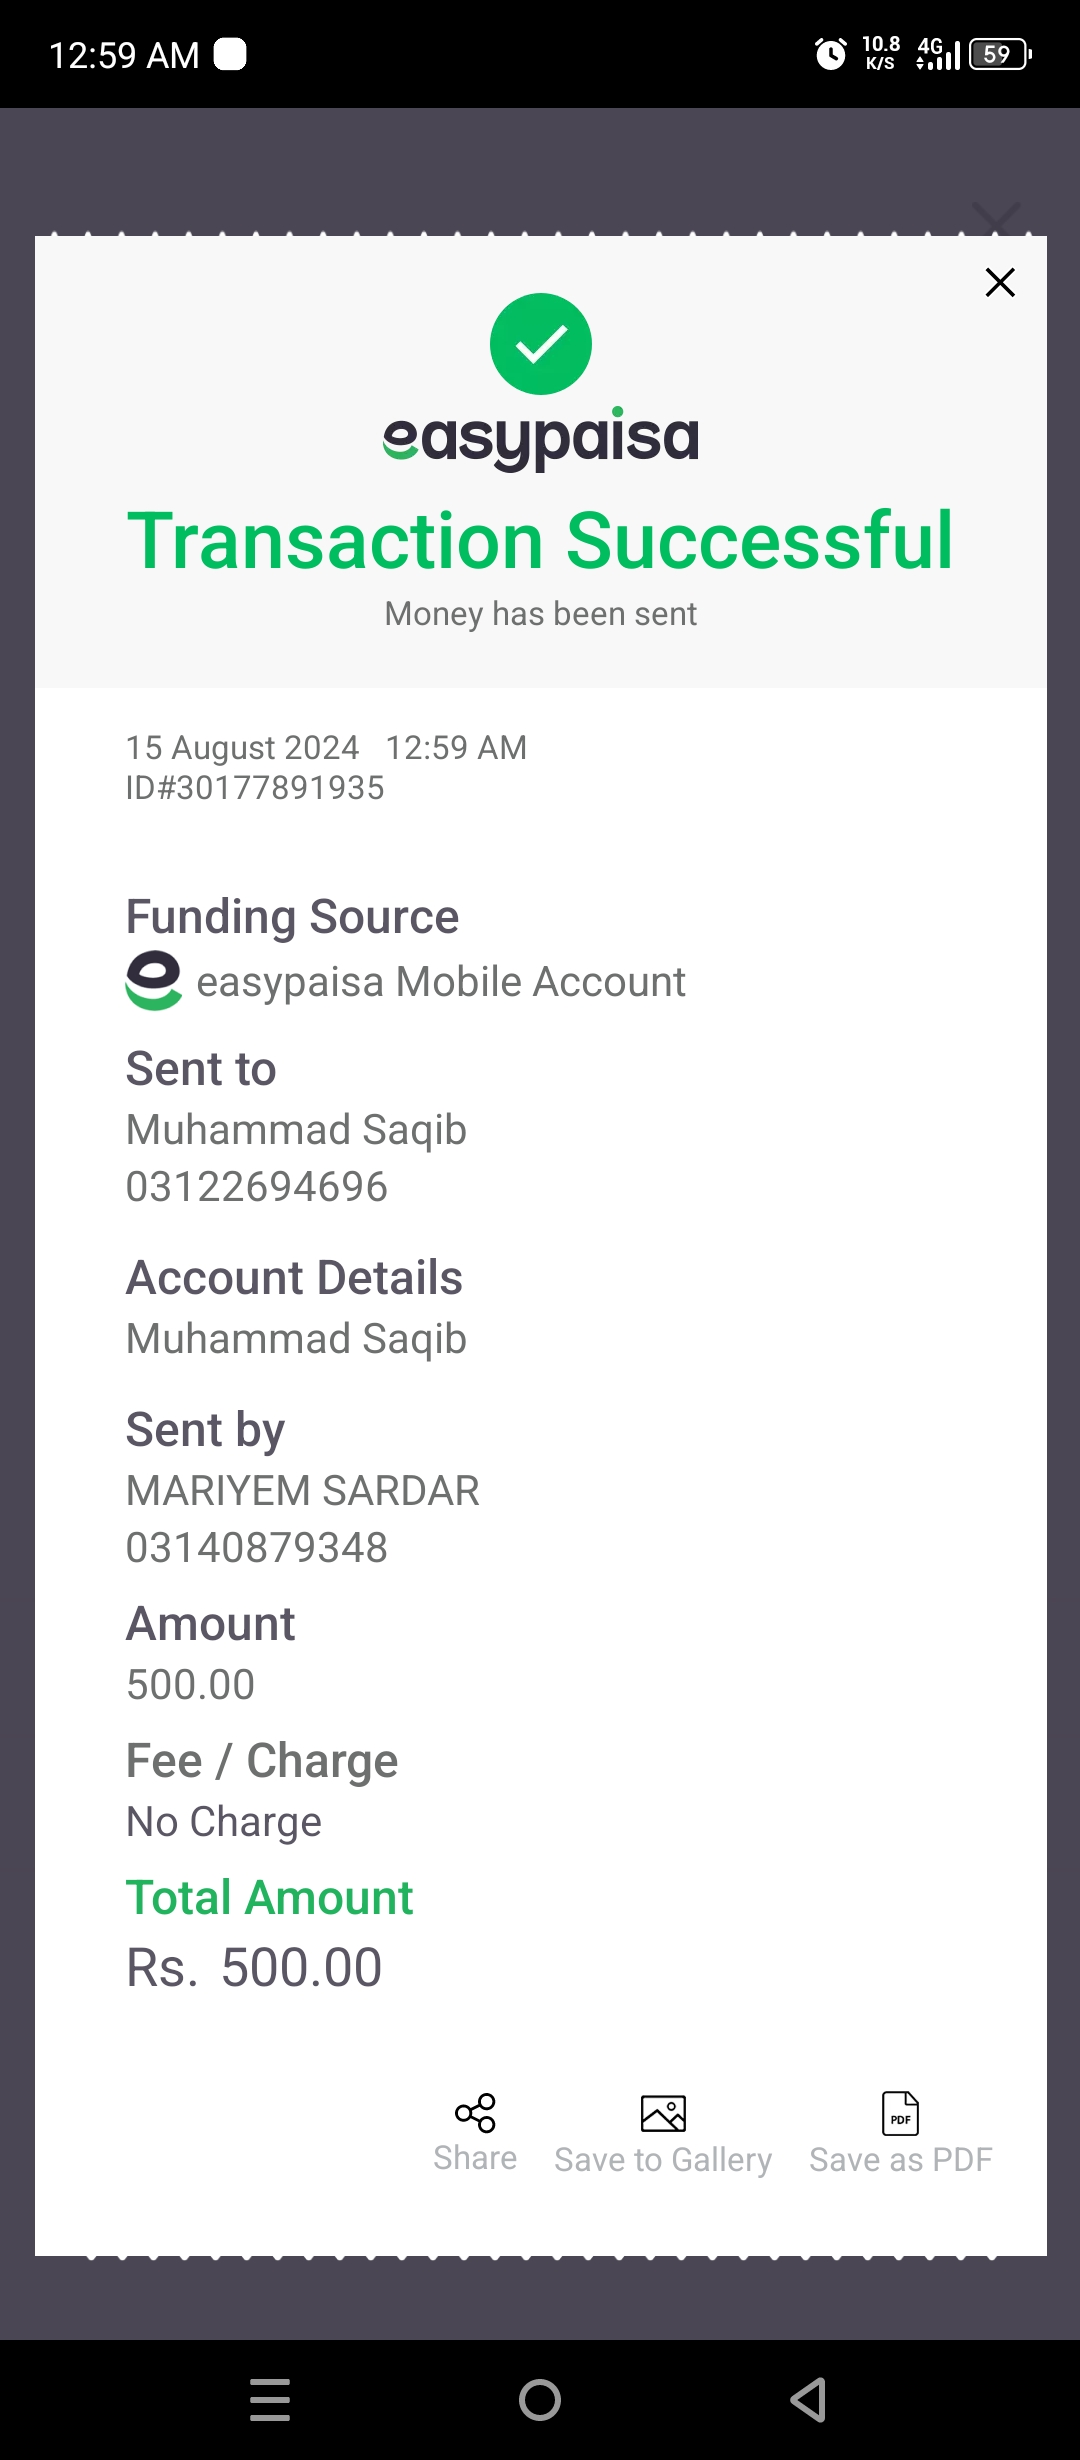 12:59 AM
10.8
K/S
4G
59
easypaisa
Transaction Successful
Money has been sent
15 August 2024 12:59 AM
ID#30177891935
Funding Source
easypaisa Mobile Account
Sent to
Muhammad Saqib
03122694696
Account Details
Muhammad Saqib
Sent by
MARIYEM SARDAR
03140879348
Amount
500.00
Fee / Charge
No Charge
Total Amount
Rs. 500.00
PDF
Share Save to Gallery Save as PDF